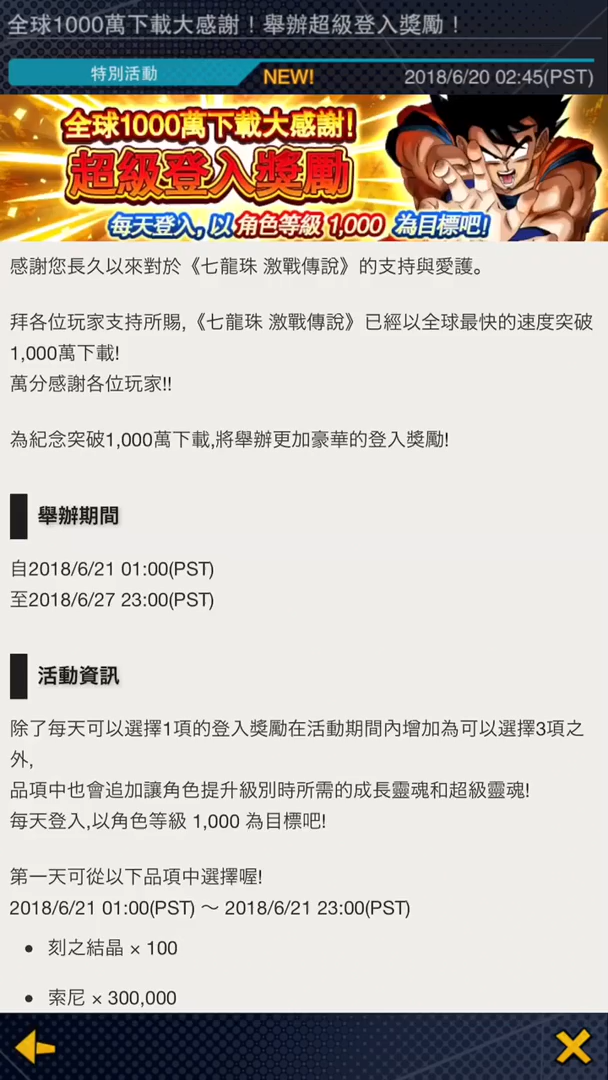 全球1000萬下載大感謝！舉辦超級登入獎勵！
特別活動 NEW! 2018/6/20 02:45(PST)
全球1000萬下載大感謝!
超級登入獎勵
每天登入, 以 角色等級 1,000 為目標吧!
感謝您長久以來對於《七龍珠 激戰傳說》的支持與愛護。
拜各位玩家支持所賜,《七龍珠 激戰傳說》已經以全球最快的速度突破
1,000萬下載!
萬分感謝各位玩家!!
為紀念突破1,000萬下載,將舉辦更加豪華的登入獎勵!
舉辦期間
自2018/6/21 01:00(PST)
至2018/6/27 23:00(PST)
活動資訊
除了每天可以選擇1項的登入獎勵在活動期間內增加為可以選擇3項之
外,
品項中也會追加讓角色提升級別時所需的成長靈魂和超級靈魂!
每天登入,以角色等級 1,000 為目標吧!
第一天可從以下品項中選擇喔!
2018/6/21 01:00(PST) ～ 2018/6/21 23:00(PST)
• 刻之結晶 × 100
• 索尼 × 300,000